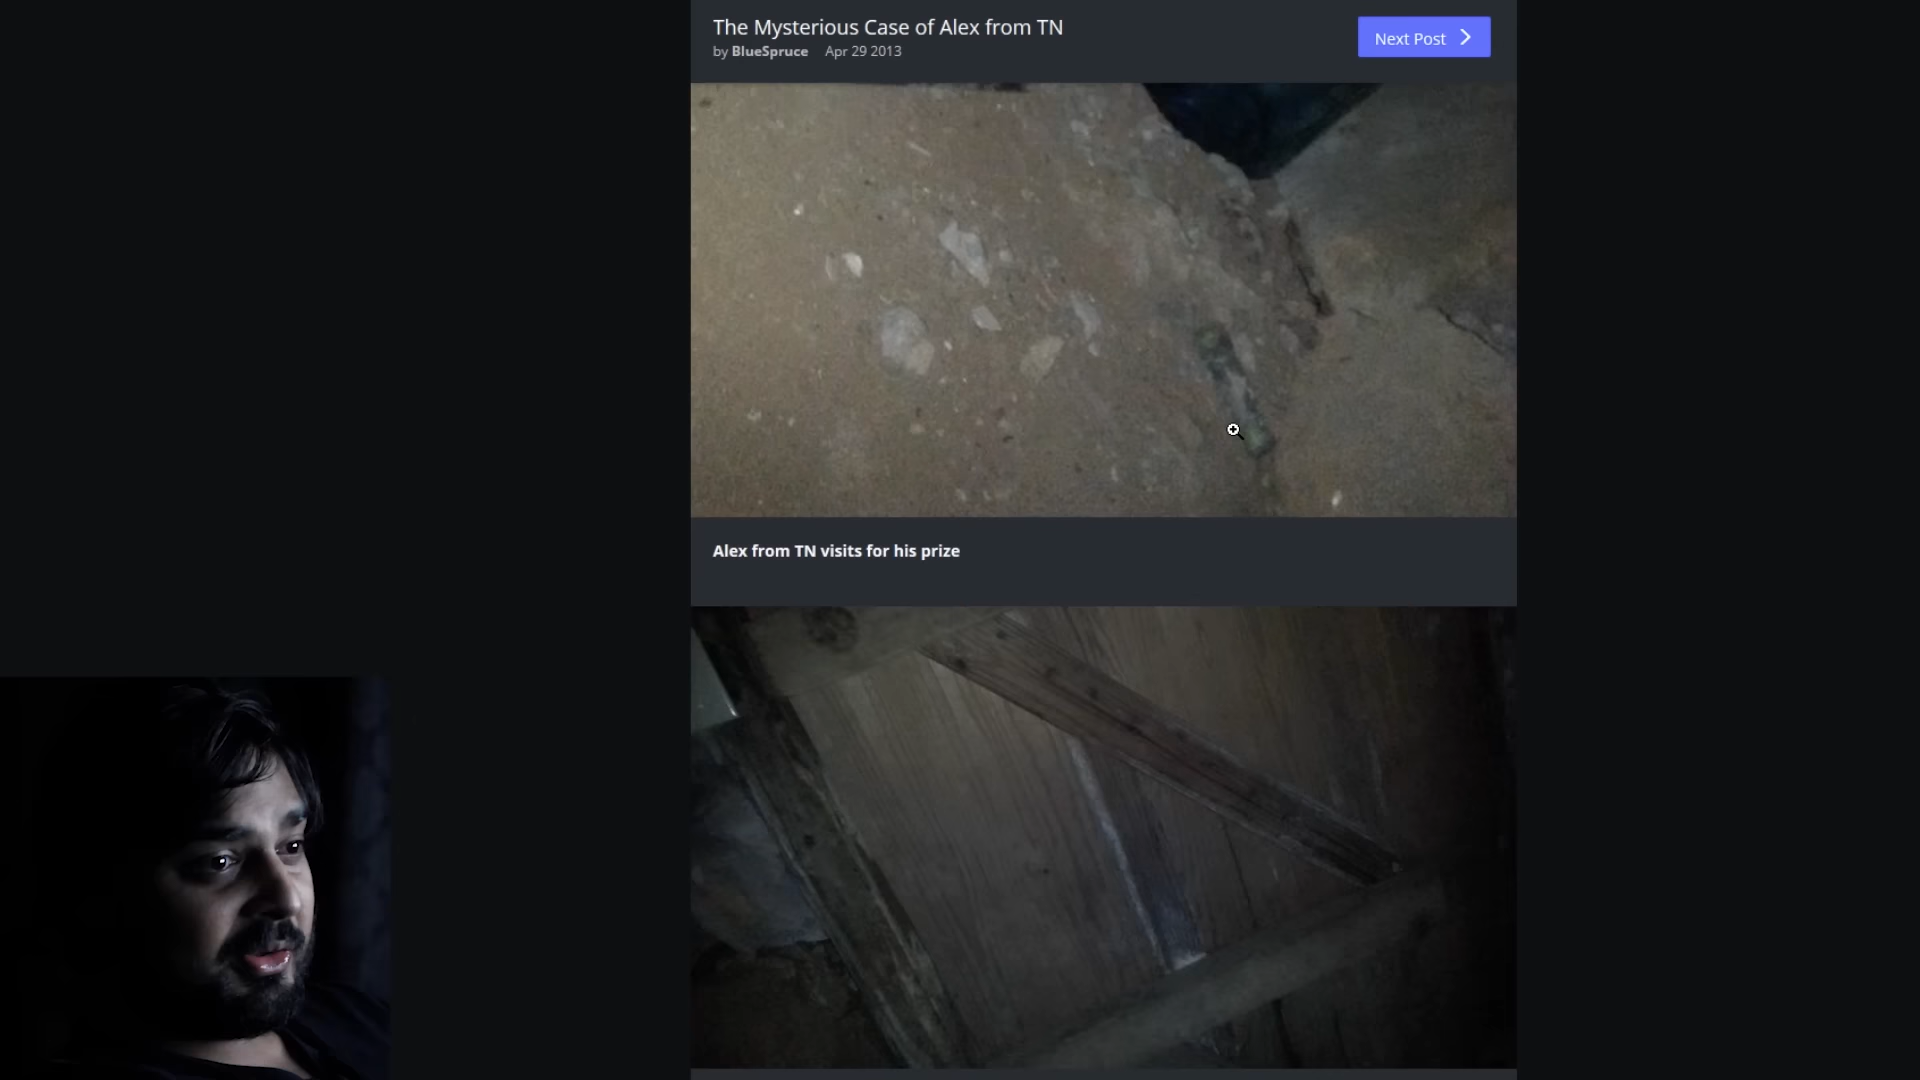 The Mysterious Case of Alex from TN
by BlueSpruce Apr 29 2013
Next Post
Alex from TN visits for his prize